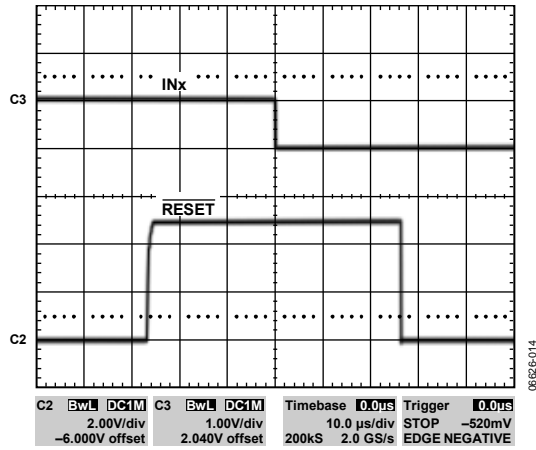 INx
C3
RESET
C2
C2 BwL DC1M C3 BwL DC1M Timebase 0.0µs Trigger 0.0µs
2.00V/div 1.00V/div 10.0 µs/div STOP –520mV
–6.000V offset 2.040V offset 200kS 2.0 GS/s EDGE NEGATIVE
06626-014